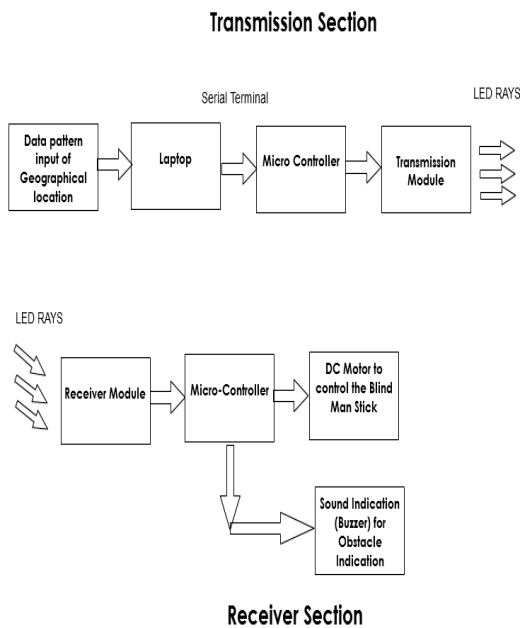 Transmission Section
Serial Terminal
LED RAYS
Data pattern
input of
Geographical
location
Laptop
Micro Controller
Transmission
Module
LED RAYS
Receiver Module
Micro-Controller
DC Motor to
control the Blind
Man Stick
Sound Indication
(Buzzer) for
Obstacle
Indication
Receiver Section